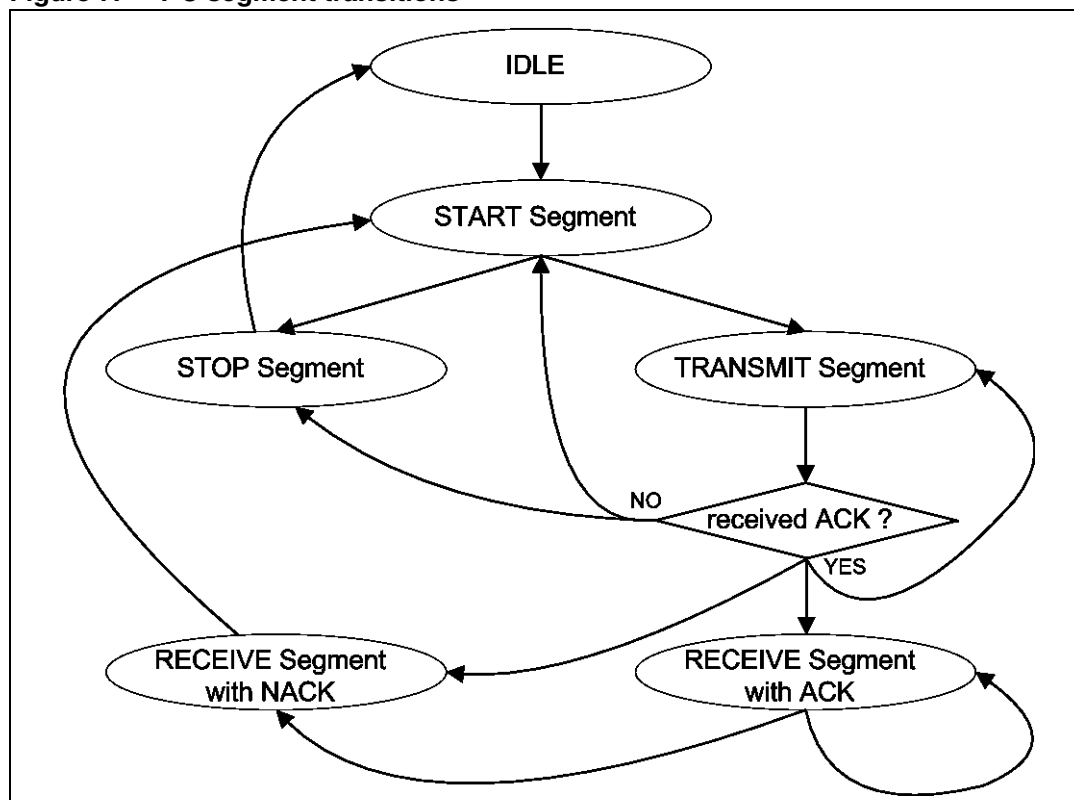 IDLE
START Segment
STOP Segment
TRANSMIT Segment
NO
received ACK ?
YES
RECEIVE Segment
with NACK
RECEIVE Segment
with ACK